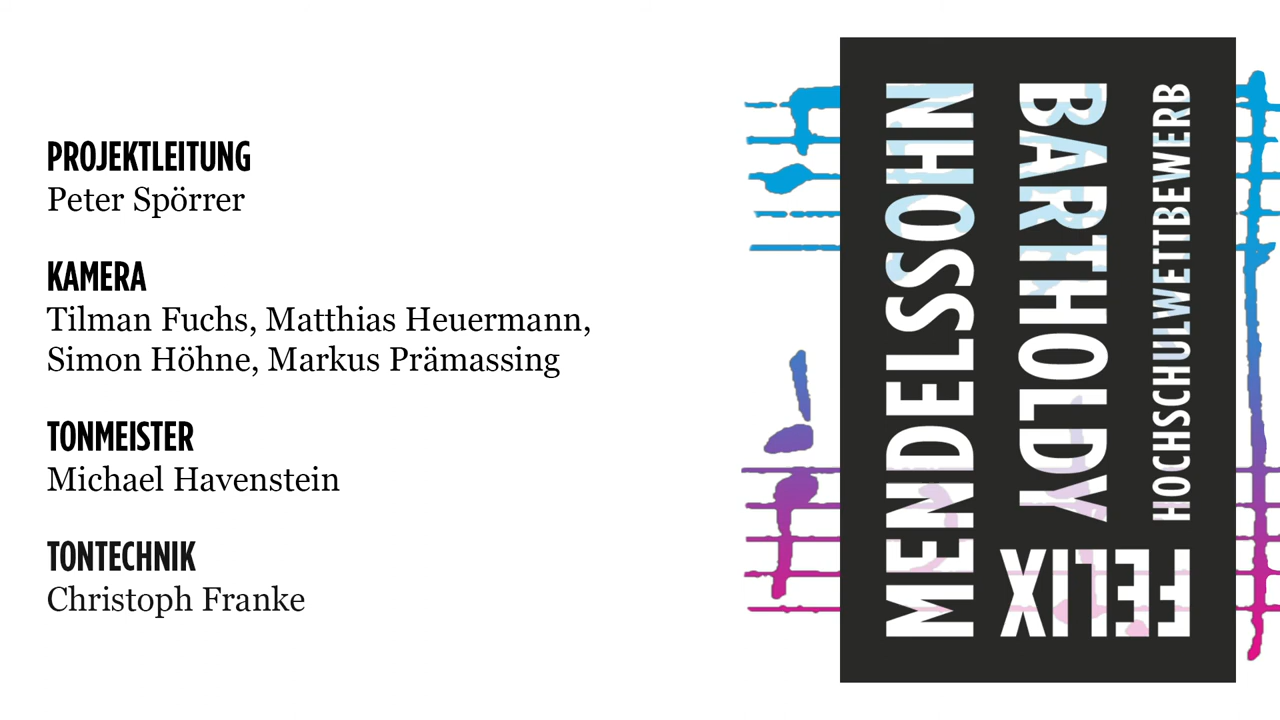 PROJEKTLEITUNG
Peter Spörrer
KAMERA
Tilman Fuchs, Matthias Heuermann,
Simon Höhne, Markus Prämassing
TONMEISTER
Michael Havenstein
TONTECHNIK
Christoph Franke
FELIX
MENDELSSOHN
BARTHOLDY
HOCHSCHULWETTBEWERB